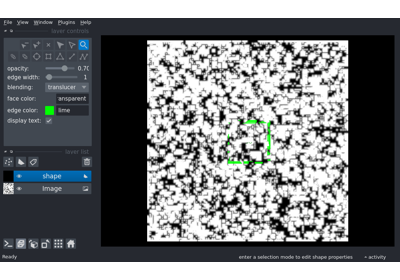 File View Window Plugins Help
layer controls
opacity: 0.70
edge width: 1
blending: translucer
face color: ansparent
edge color: lime
display text:
layer list
shape
Image
Ready enter a selection mode to edit shape properties activity